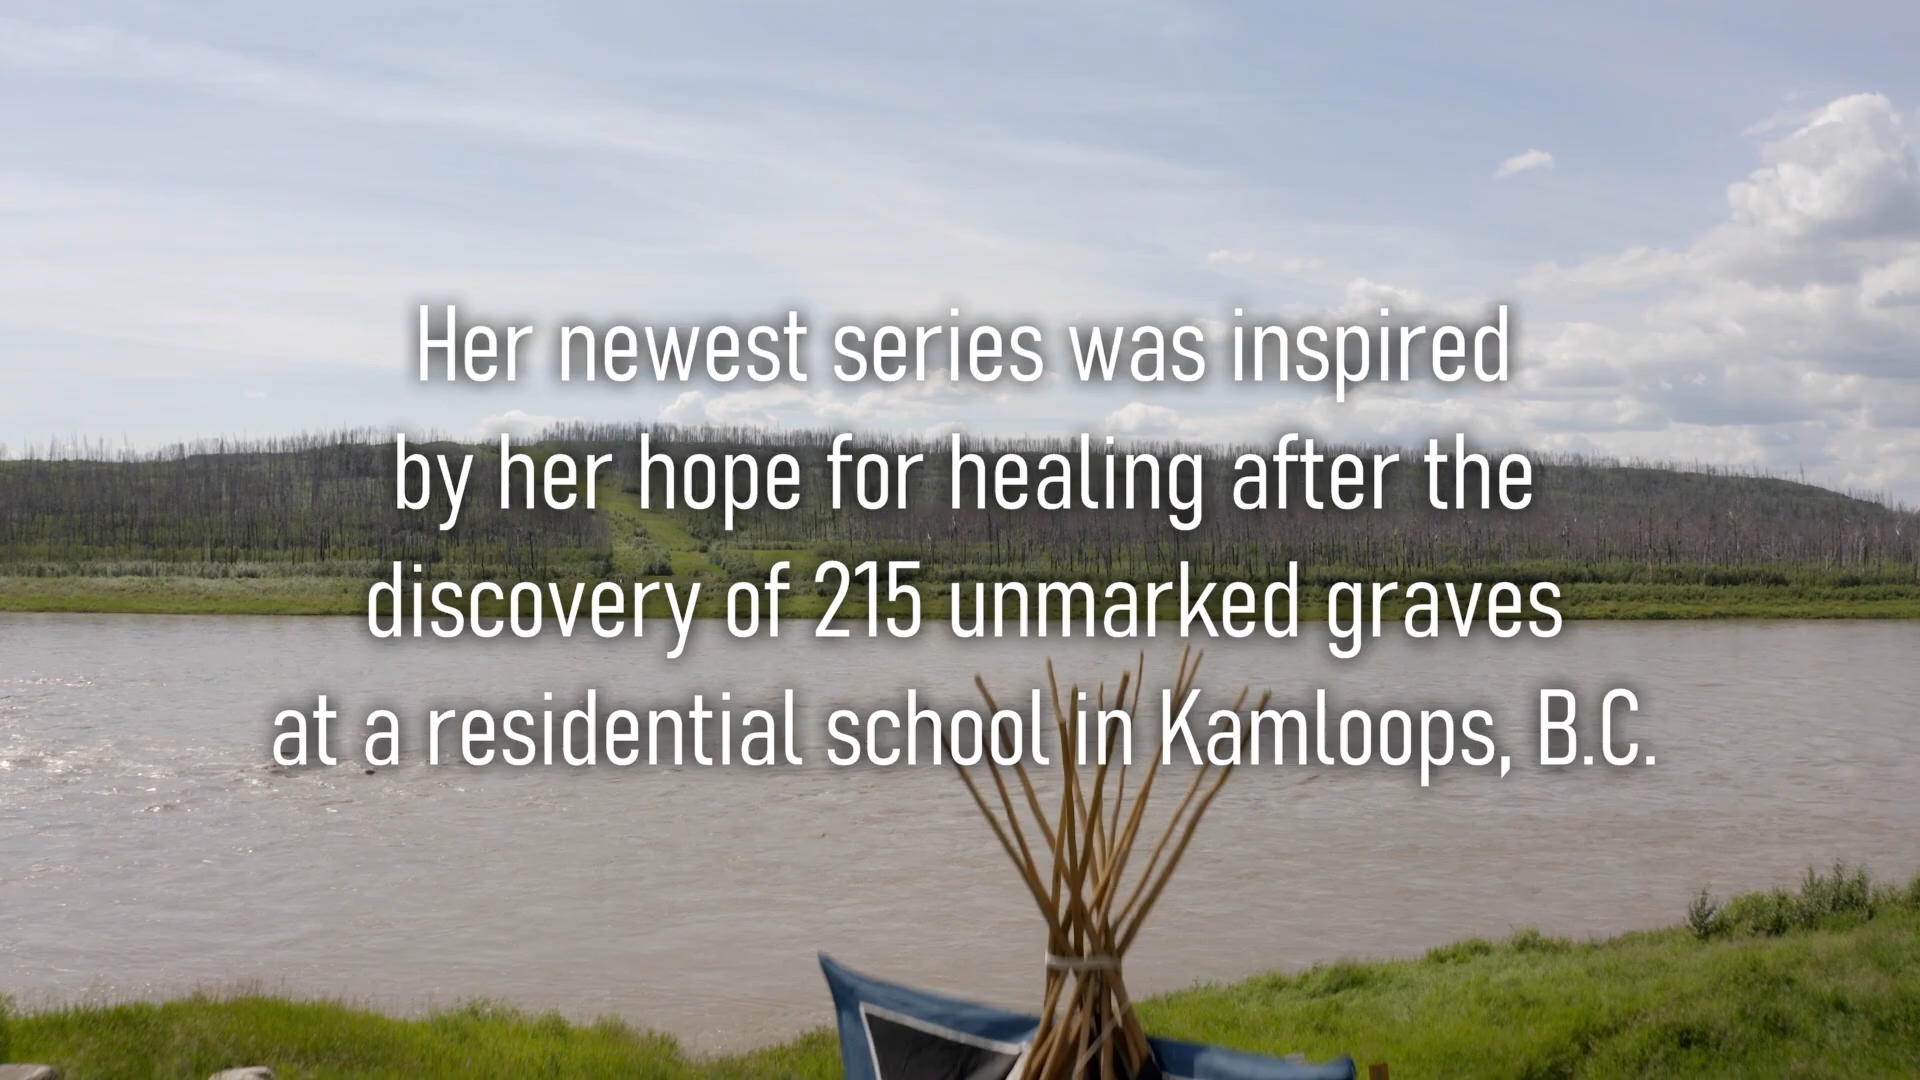 Her newest series was inspired
by her hope for healing after the
discovery of 215 unmarked graves
at a residential school in Kamloops, B.C.